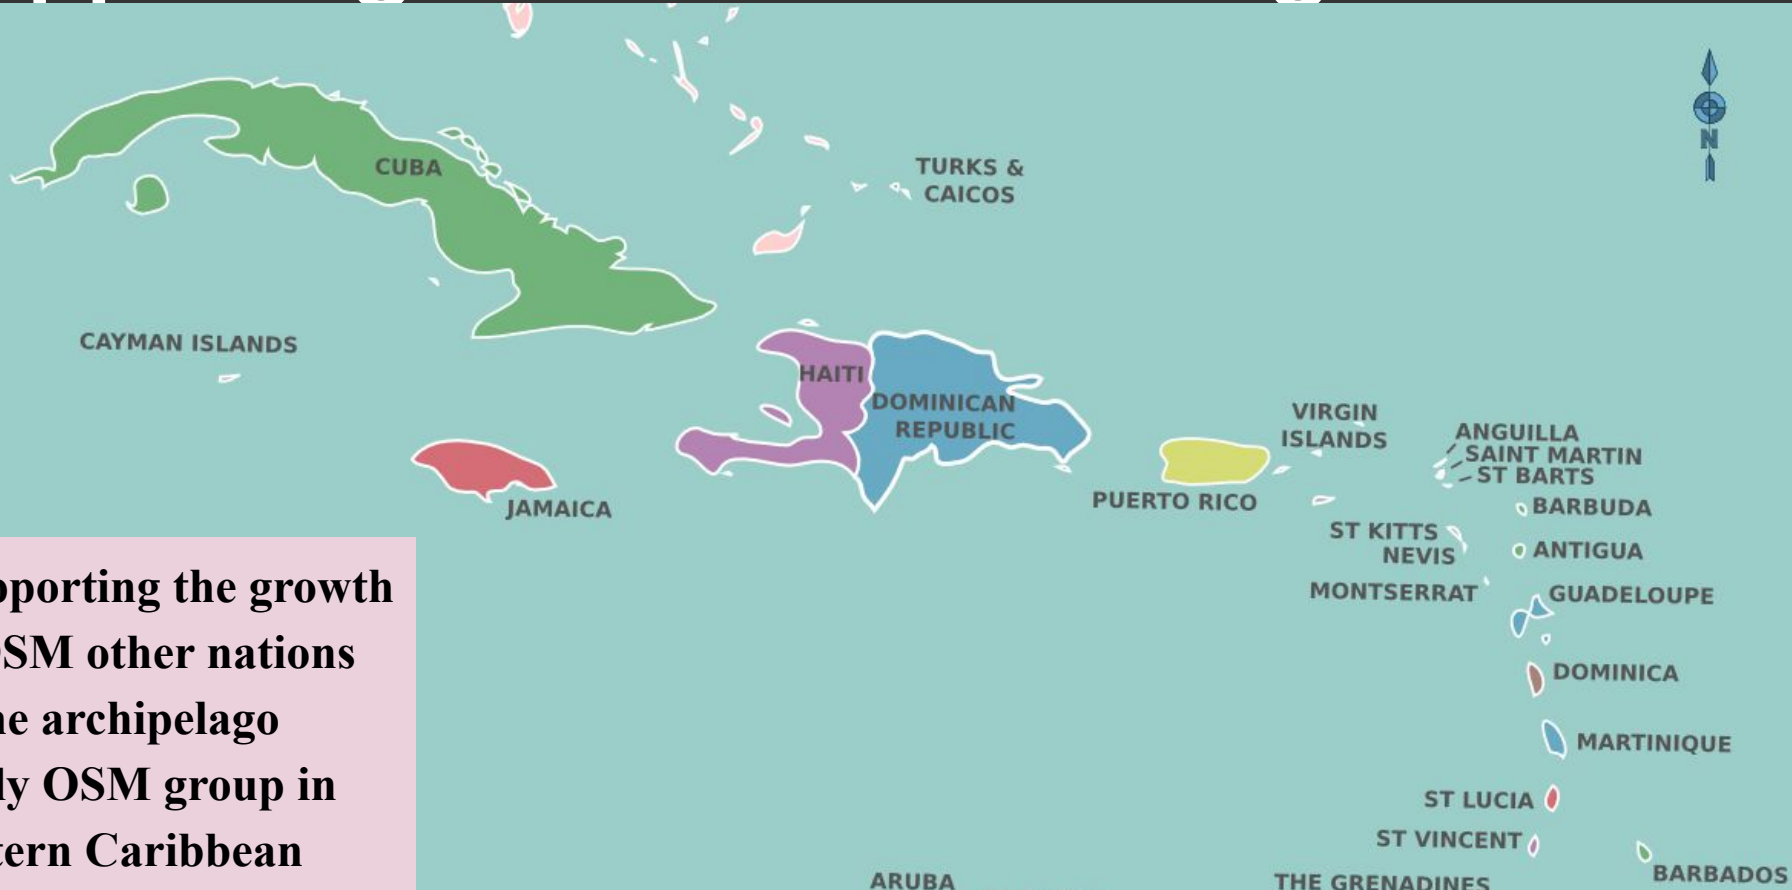 CUBA
TURKS &
CAICOS
N
CAYMAN ISLANDS
HAITI
DOMINICAN
REPUBLIC
JAMAICA
PUERTO RICO
VIRGIN
ISLANDS
ANGUILLA
SAINT MARTIN
ST BARTS
BARBUDA
ST KITTS
NEVIS
ANTIGUA
MONTSERRAT
GUADELOUPE
DOMINICA
MARTINIQUE
ST LUCIA
ST VINCENT
BARBADOS
ARUBA
THE GRENADINES
pporting the growth
OSM other nations
he archipelago
ly OSM group in
tern Caribbean